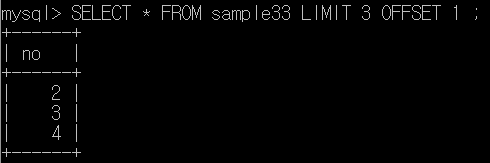 mysql> SELECT * FROM sample33 LIMIT 3 OFFSET 1 ;
+------+
| no   |
+------+
|    2 |
|    3 |
|    4 |
+------+